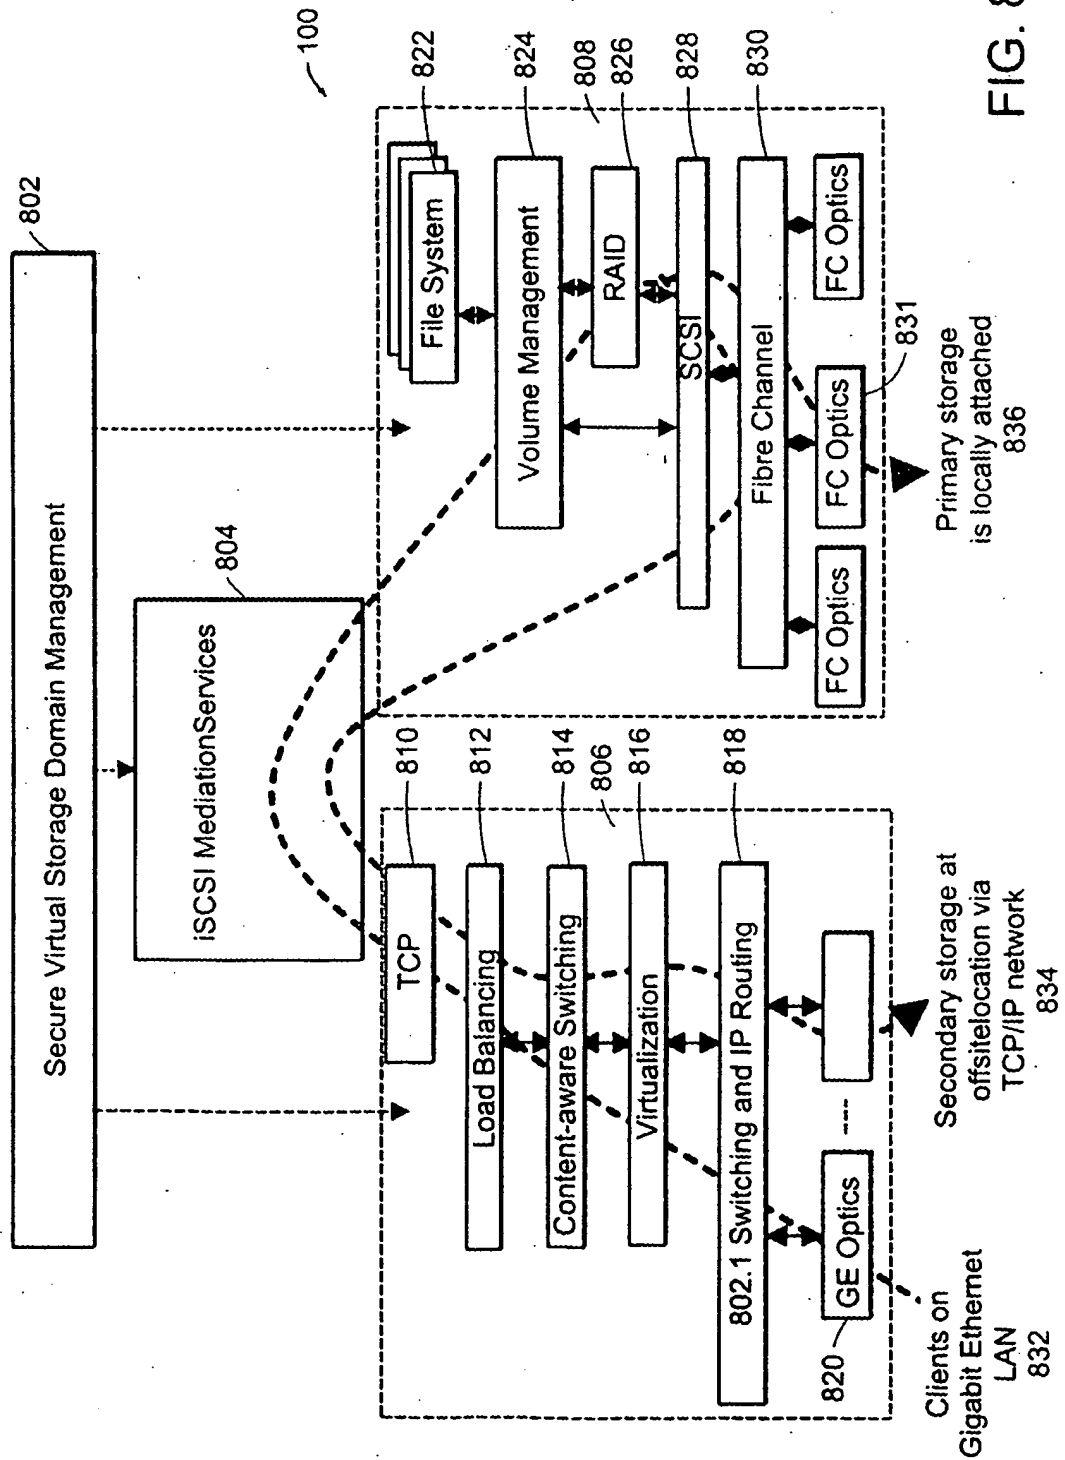 802
Secure Virtual Storage Domain Management
100
804
iSCSI MediationServices
810
TCP
812
Load Balancing
814
Content-aware Switching
806
816
Virtualization
818
802.1 Switching and IP Routing
820
GE Optics
Clients on
Gigabit Ethernet
LAN
832
Secondary storage at
offsitelocation via
TCP/IP network
834
822
File System
824
Volume Management
808
826
RAID
828
SCSI
830
Fibre Channel
FC Optics
FC Optics
FC Optics
831
Primary storage
is locally attached
836
FIG. 8